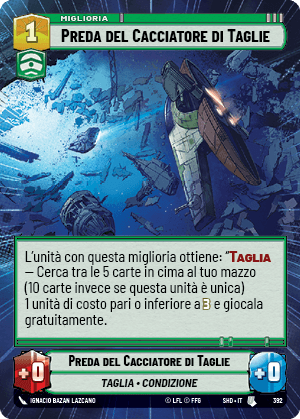 MIGLIORIA
1
PREDA DEL CACCIATORE DI TAGLIE
L'unità con questa miglioria ottiene: "TAGLIA
— Cerca tra le 5 carte in cima al tuo mazzo
(10 carte invece se questa unità è unica)
1 unità di costo pari o inferiore a 3 e giocala
gratuitamente.
+0
PREDA DEL CACCIATORE DI TAGLIE
+0
TAGLIA • CONDIZIONE
IGNACIO BAZAN LAZCANO
© LFL © FFG
SHD • IT
392